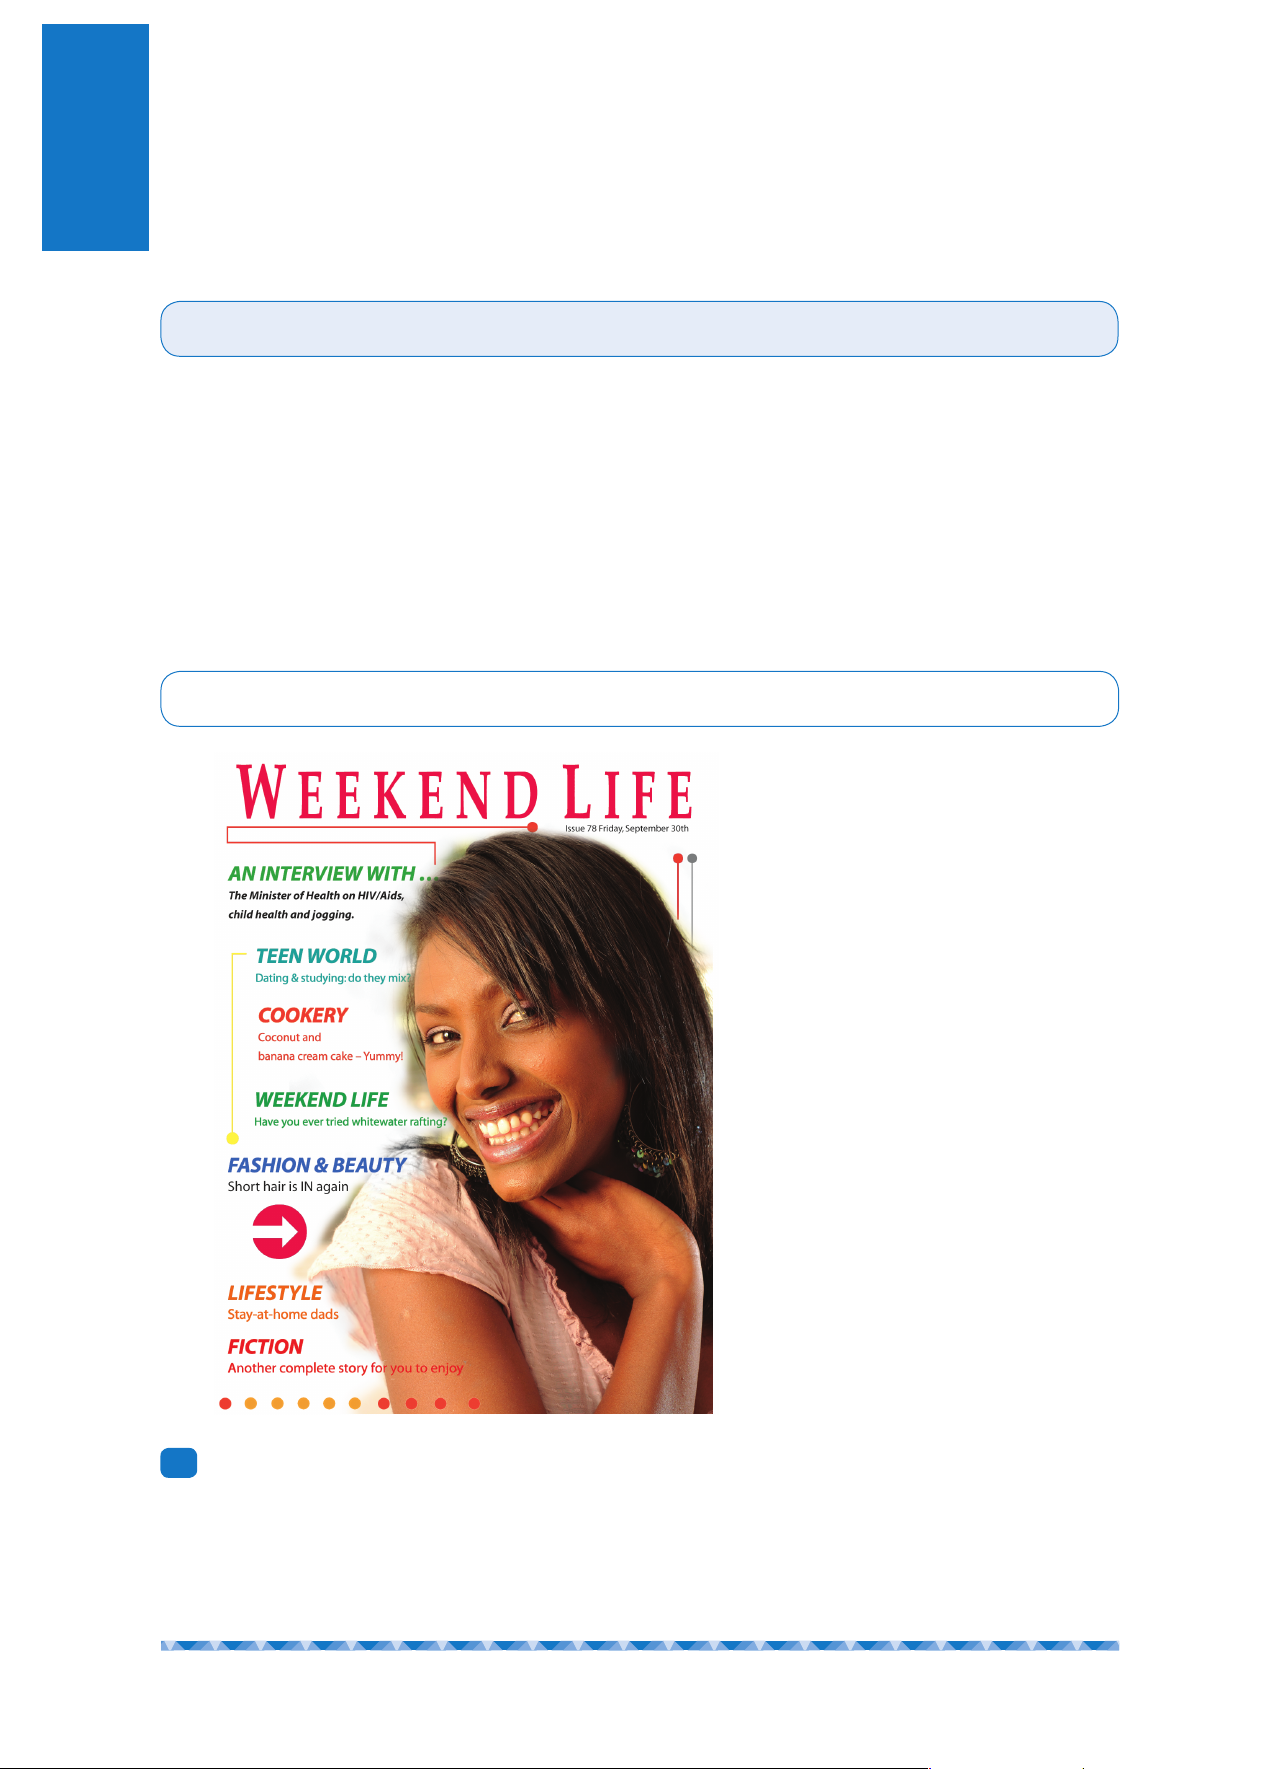 WEEKEND LIFE
Issue 78 Friday, September 30th
AN INTERVIEW WITH ...
The Minister of Health on HIV/Aids,
child health and jogging.
TEEN WORLD
Dating & studying: do they mix?
COOKERY
Coconut and
banana cream cake – Yummy!
WEEKEND LIFE
Have you ever tried whitewater rafting?
FASHION & BEAUTY
Short hair is IN again
LIFESTYLE
Stay-at-home dads
FICTION
Another complete story for you to enjoy